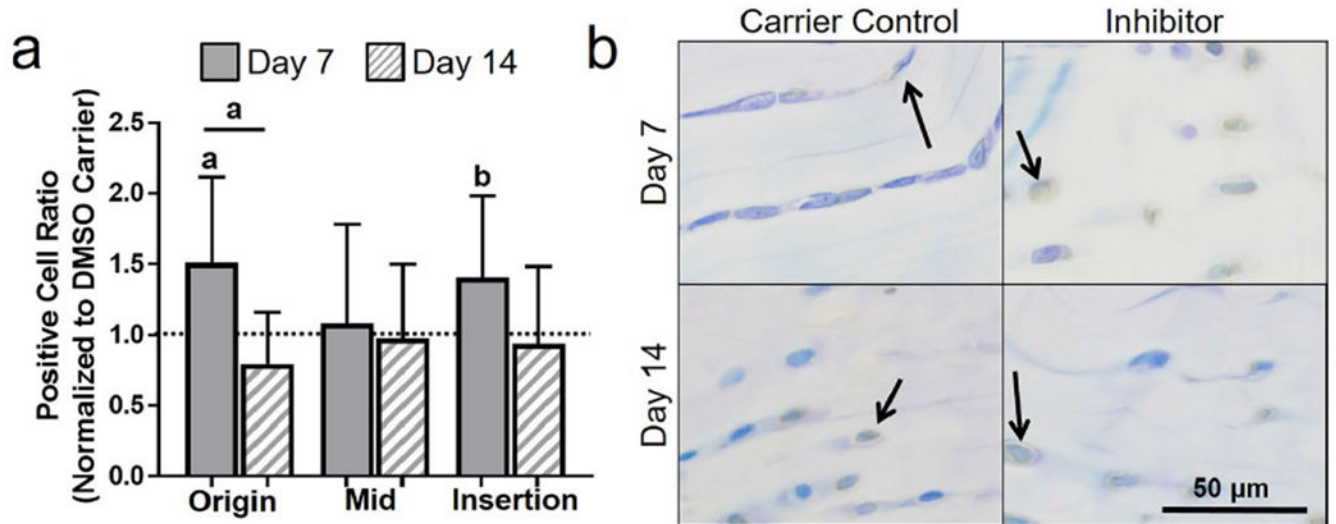 a
Day 7
Day 14
Positive Cell Ratio
(Normalized to DMSO Carrier)
2.5
2.0
1.5
1.0
0.5
0.0
a
a
b
Origin
Mid
Insertion
b
Carrier Control
Inhibitor
Day 7
Day 14
50 µm